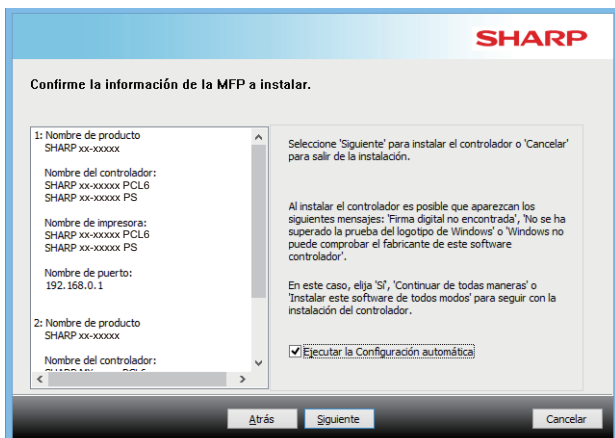 SHARP
Confirme la información de la MFP a instalar.
1: Nombre de producto
SHARP xx-xxxxx
Nombre del controlador:
SHARP xx-xxxxx PCL6
SHARP xx-xxxxx PS
Nombre de impresora:
SHARP xx-xxxxx PCL6
SHARP xx-xxxxx PS
Nombre de puerto:
192.168.0.1
2: Nombre de producto
SHARP xx-xxxxx
Nombre del controlador:
Seleccione 'Siguiente' para instalar el controlador o 'Cancelar'
para salir de la instalación.
Al instalar el controlador es posible que aparezcan los
siguientes mensajes: 'Firma digital no encontrada', 'No se ha
superado la prueba del logotipo de Windows' o 'Windows no
puede comprobar el fabricante de este software
controlador'.
En este caso, elija 'Sí', 'Continuar de todas maneras' o
'Instalar este software de todos modos' para seguir con la
instalación del controlador.
Ejecutar la Configuración automática
Atrás
Siguiente
Cancelar